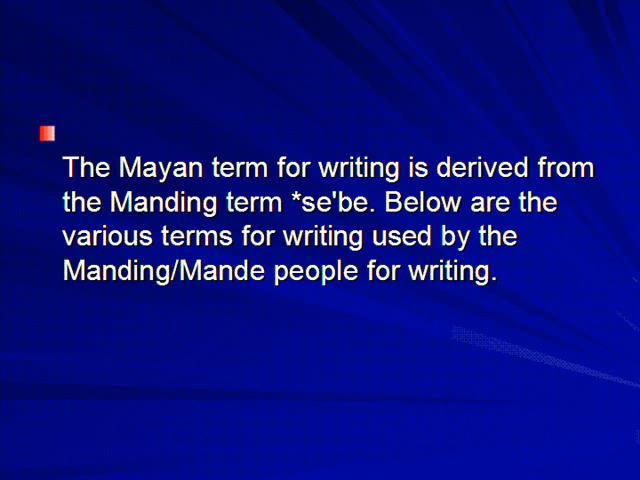 The Mayan term for writing is derived from
the Manding term *se'be. Below are the
various terms for writing used by the
Manding/Mande people for writing.